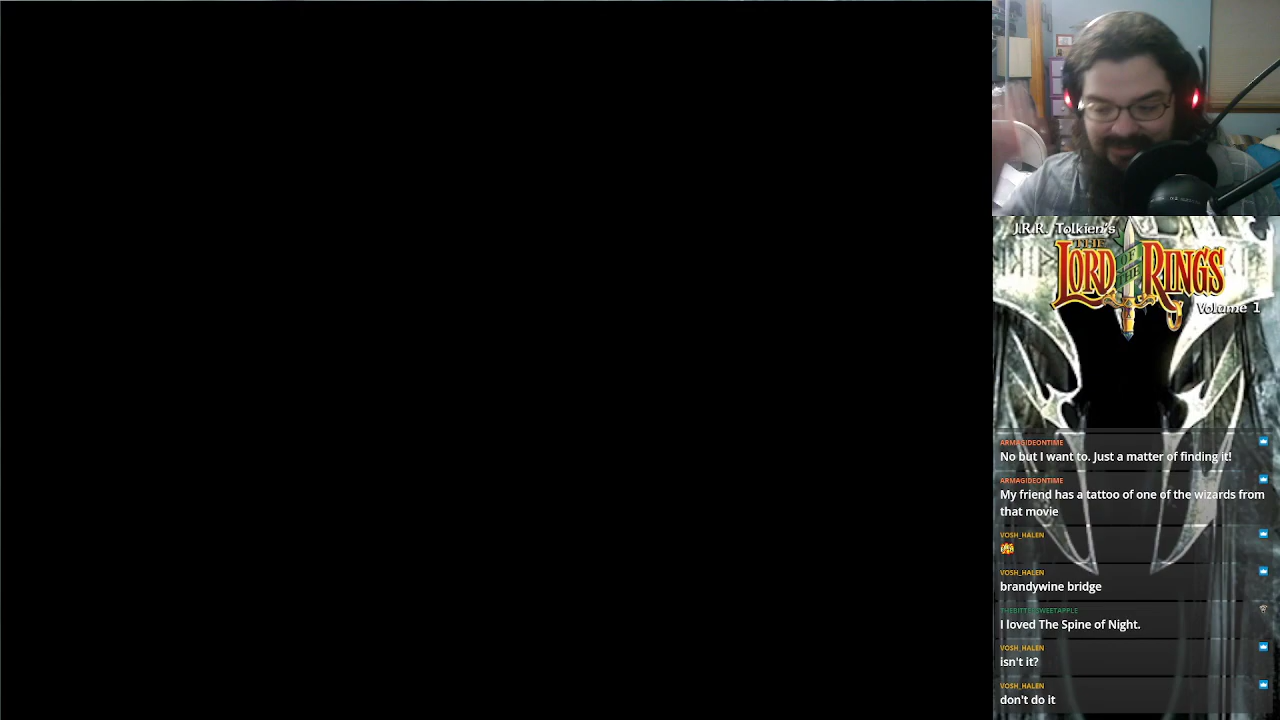 J.R.R. Tolkien's
THE
LORD OF THE RINGS
Volume 1
ARMAGIDEONTIME
No but I want to. Just a matter of finding it!
ARMAGIDEONTIME
My friend has a tattoo of one of the wizards from
that movie
VOSH_HALEN
VOSH_HALEN
brandywine bridge
THEBITTERSWEETAPPLE
I loved The Spine of Night.
VOSH_HALEN
isn't it?
VOSH_HALEN
don't do it